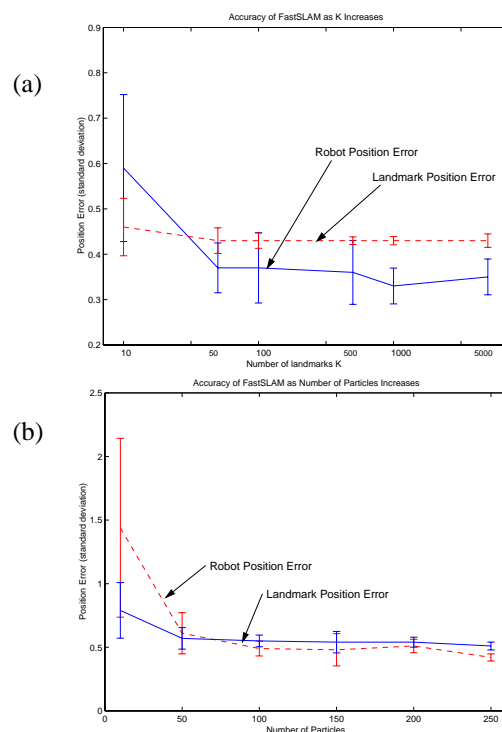 (a)
Accuracy of FastSLAM as K Increases
Position Error (standard deviation)
0.9
0.8
0.7
0.6
0.5
0.4
0.3
0.2
Robot Position Error
Landmark Position Error
10 50 100 500 1000 5000
Number of landmarks K
(b)
Accuracy of FastSLAM as Number of Particles Increases
Position Error (standard deviation)
2.5
2
1.5
1
0.5
0
Robot Position Error
Landmark Position Error
0 50 100 150 200 250
Number of Particles